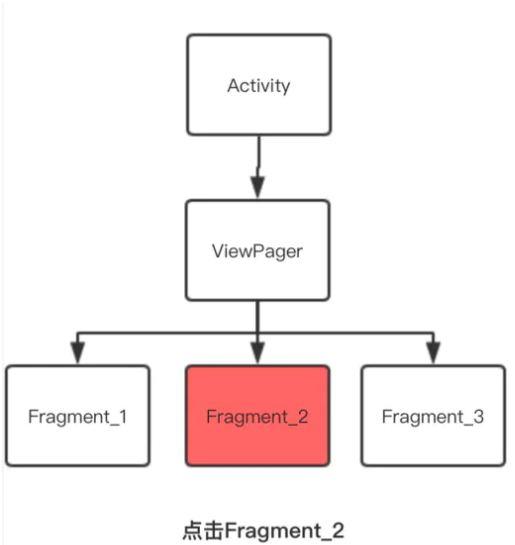 Activity
ViewPager
Fragment_1
Fragment_2
Fragment_3
点击Fragment_2